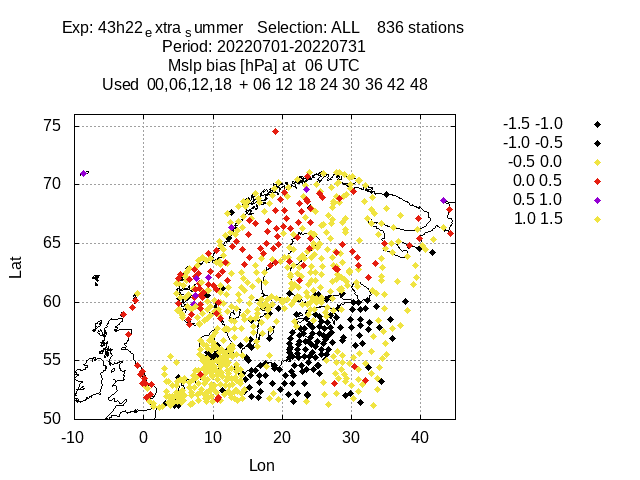 Exp: 43h22extrasummer   Selection: ALL    836 stations
Period: 20220701-20220731
Mslp bias [hPa] at  06 UTC
Used  00,06,12,18  + 06 12 18 24 30 36 42 48
-1.5 -1.0
-1.0 -0.5
-0.5 0.0
0.0 0.5
0.5 1.0
1.0 1.5
75
70
65
60
55
50
Lat
-10 0 10 20 30 40
Lon